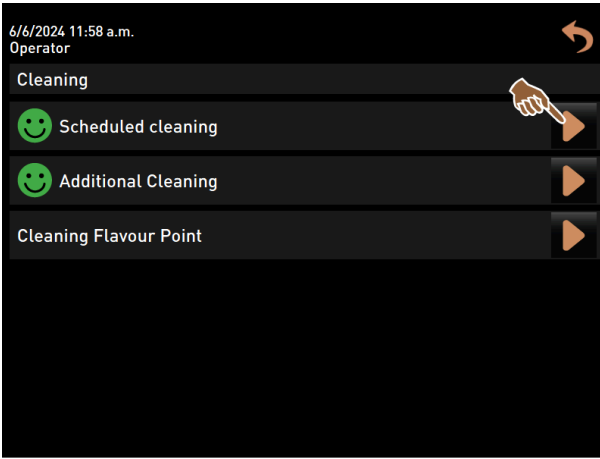 6/6/2024 11:58 a.m.
Operator
Cleaning
Scheduled cleaning
Additional Cleaning
Cleaning Flavour Point